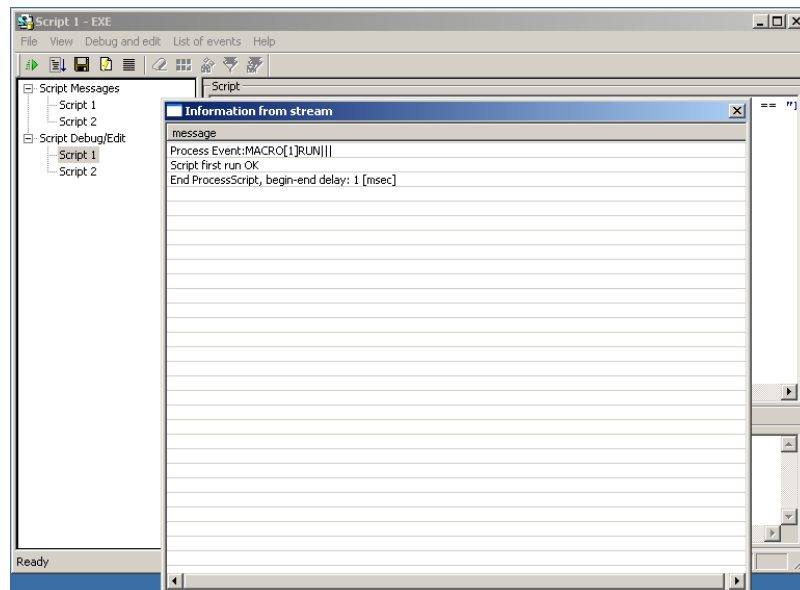 Script 1 - EXE
File View Debug and edit List of events Help
Script Messages
Script 1
Script 2
Script Debug/Edit
Script 1
Script 2
Script
== "]
Information from stream
message
Process Event:MACRO[1]RUN|||
Script first run OK
End ProcessScript, begin-end delay: 1 [msec]
Ready